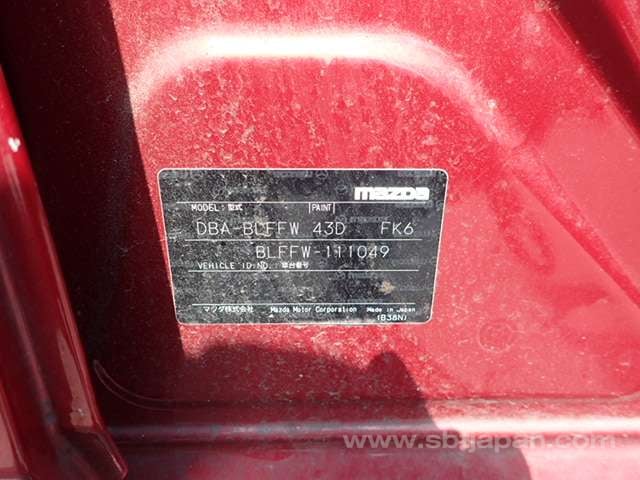 mazda
MODEL: 型式 PAINT
DBA-BLFFW 43D FK6
BLFFW-111049
VEHICLE ID.NO.: 車台番号
マツダ株式会社 Mazda Motor Corporation Made in Japan
(B38N)
www.sbtjapan.com